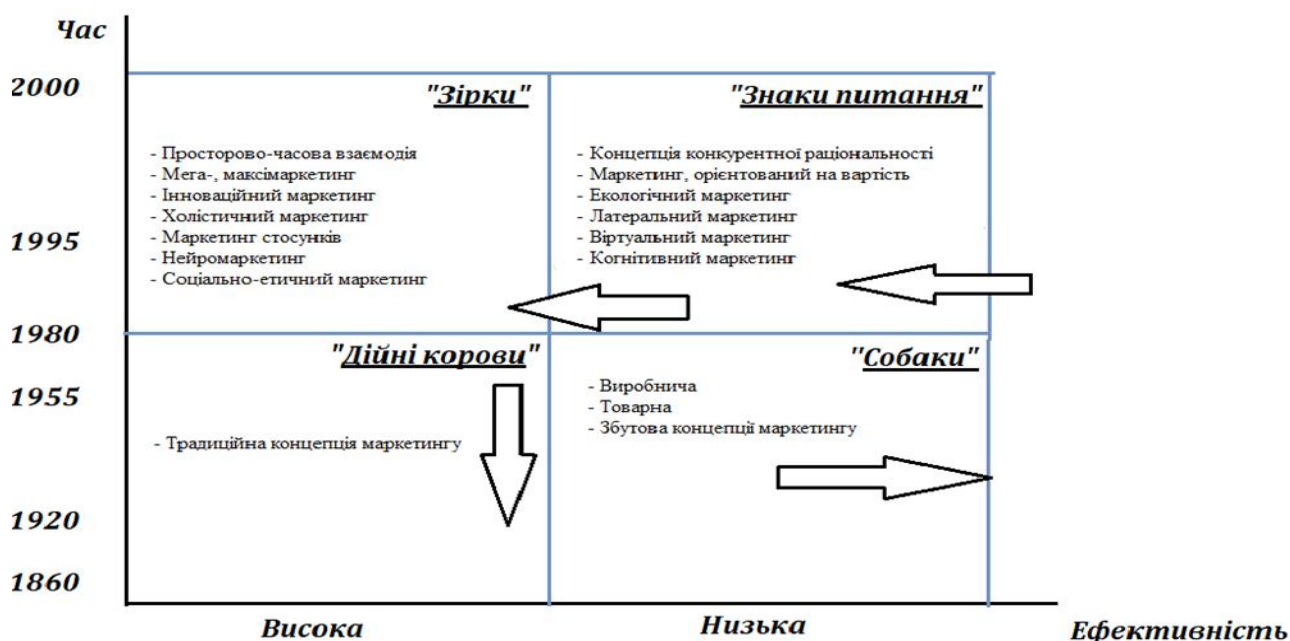 Час
2000
"Зірки"
"Знаки питання"
- Просторово-часова взаємодія
- Мега-, максімаркетинг
- Інноваційний маркетинг
- Холістичний маркетинг
- Маркетинг стосунків
- Нейромаркетинг
- Соціально-етичний маркетинг
- Концепція конкурентної раціональності
- Маркетинг, орієнтований на вартість
- Екологічний маркетинг
- Латеральний маркетинг
- Віртуальний маркетинг
- Когнітивний маркетинг
1995
1980
"Дійні корови"
"Собаки"
1955
- Традиційна концепція маркетингу
- Виробнича
- Товарна
- Збутова концепції маркетингу
1920
1860
Висока
Низька
Ефективність